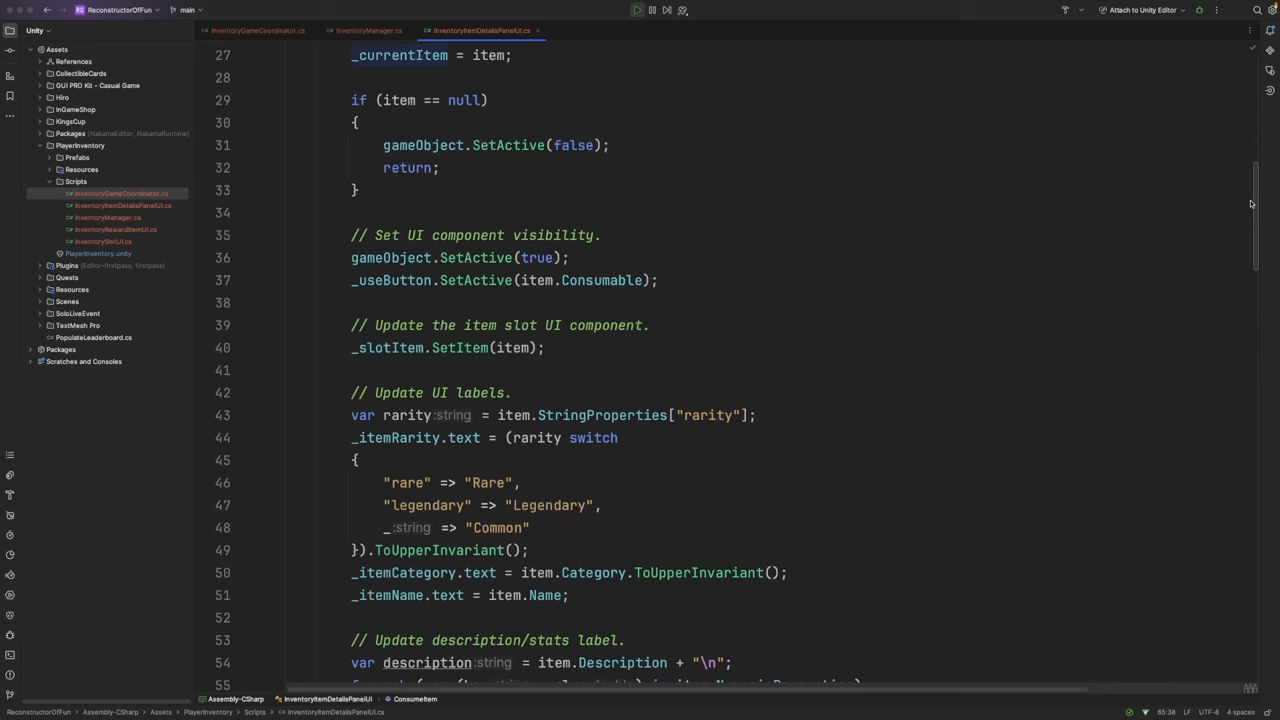 RG ReconstructorOfFun main Attach to Unity Editor
Unity InventoryGameCoordinator.cs InventoryManager.cs InventoryItemDetailsPanelUI.cs
Assets
References
CollectibleCards
GUI PRO Kit - Casual Game
Hiro
InGameShop
KingsCup
Packages (NakamaEditor, NakamaRuntime)
PlayerInventory
Prefabs
Resources
Scripts
InventoryGameCoordinator.cs
InventoryItemDetailsPanelUI.cs
InventoryManager.cs
InventoryRewardItemUI.cs
InventorySlotUI.cs
PlayerInventory.unity
Plugins (Editor-firstpass, firstpass)
Quests
Resources
Scenes
SoloLiveEvent
TextMesh Pro
PopulateLeaderboard.cs
Packages
Scratches and Consoles
27 _currentItem = item;
28
29 if (item == null)
30 {
31 gameObject.SetActive(false);
32 return;
33 }
34
35 // Set UI component visibility.
36 gameObject.SetActive(true);
37 _useButton.SetActive(item.Consumable);
38
39 // Update the item slot UI component.
40 _slotItem.SetItem(item);
41
42 // Update UI labels.
43 var rarity:string = item.StringProperties["rarity"];
44 _itemRarity.text = (rarity switch
45 {
46 "rare" => "Rare",
47 "legendary" => "Legendary",
48 _:string => "Common"
49 }).ToUpperInvariant();
50 _itemCategory.text = item.Category.ToUpperInvariant();
51 _itemName.text = item.Name;
52
53 // Update description/stats label.
54 var description:string = item.Description + "\n";
55
Assembly-CSharp InventoryItemDetailsPanelUI ConsumeItem
ReconstructorOfFun Assembly-CSharp Assets PlayerInventory Scripts InventoryItemDetailsPanelUI.cs 65:38 LF UTF-8 4 spaces